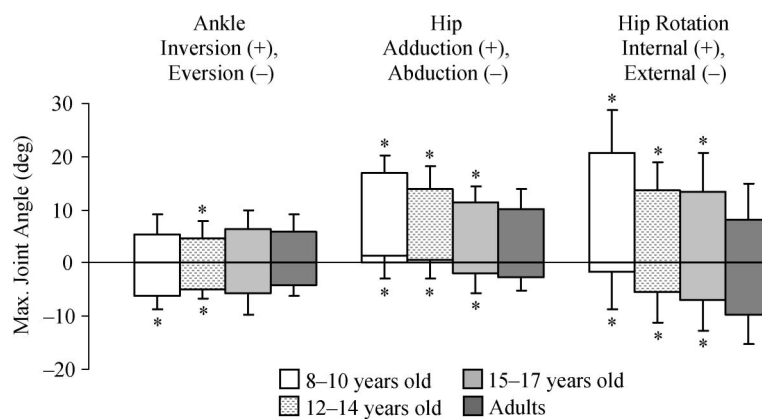 Ankle
Inversion (+),
Eversion (–)
Hip
Adduction (+),
Abduction (–)
Hip Rotation
Internal (+),
External (–)
Max. Joint Angle (deg)
30
20
10
0
–10
–20
* * * * * * *
* * * * * * * *
8–10 years old
15–17 years old
12–14 years old
Adults